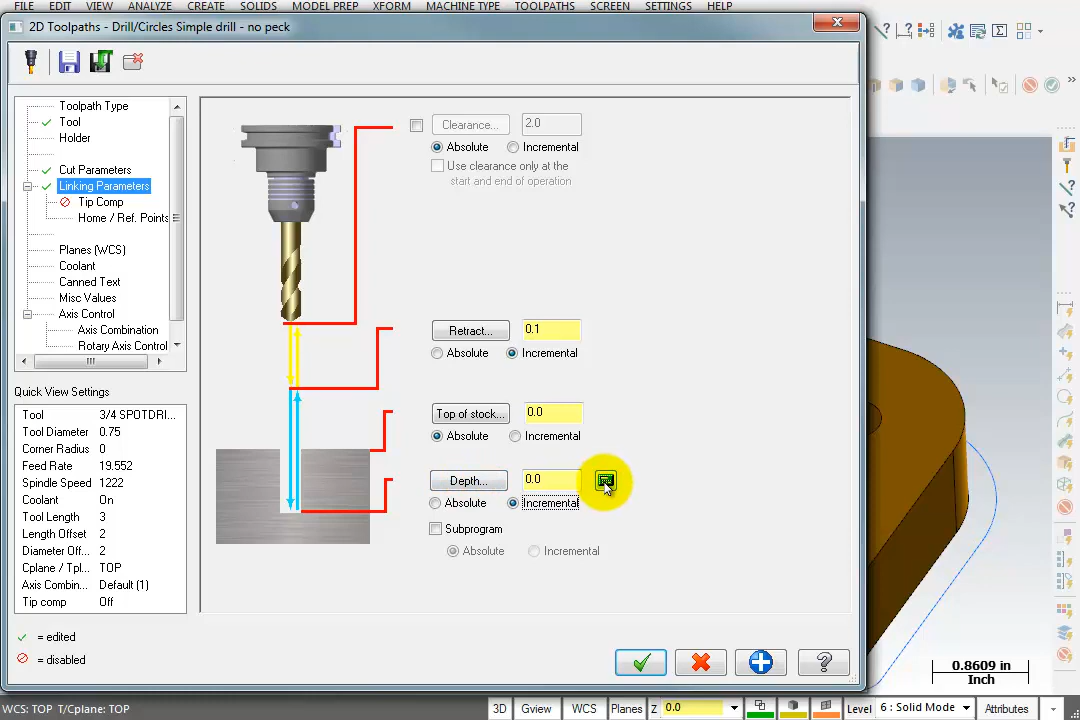 FILE EDIT VIEW ANALYZE CREATE SOLIDS MODEL PREP XFORM MACHINE TYPE TOOLPATHS SCREEN SETTINGS HELP
2D Toolpaths - Drill/Circles Simple drill - no peck
Toolpath Type
Tool
Holder
Cut Parameters
Linking Parameters
Tip Comp
Home / Ref. Points
Planes (WCS)
Coolant
Canned Text
Misc Values
Axis Control
Axis Combination
Rotary Axis Control
Clearance... 2.0
Absolute Incremental
Use clearance only at the
start and end of operation
Retract... 0.1
Absolute Incremental
Top of stock... 0.0
Absolute Incremental
Depth... 0.0
Absolute Incremental
Subprogram
Absolute Incremental
Quick View Settings
Tool 3/4 SPOTDRI...
Tool Diameter 0.75
Corner Radius 0
Feed Rate 19.552
Spindle Speed 1222
Coolant On
Tool Length 3
Length Offset 2
Diameter Off... 2
Cplane / Tpl... TOP
Axis Combin... Default (1)
Tip comp Off
= edited
= disabled
0.8609 in
Inch
WCS: TOP T/Cplane: TOP
3D Gview WCS Planes Z 0.0 Level 6 : Solid Mode Attributes